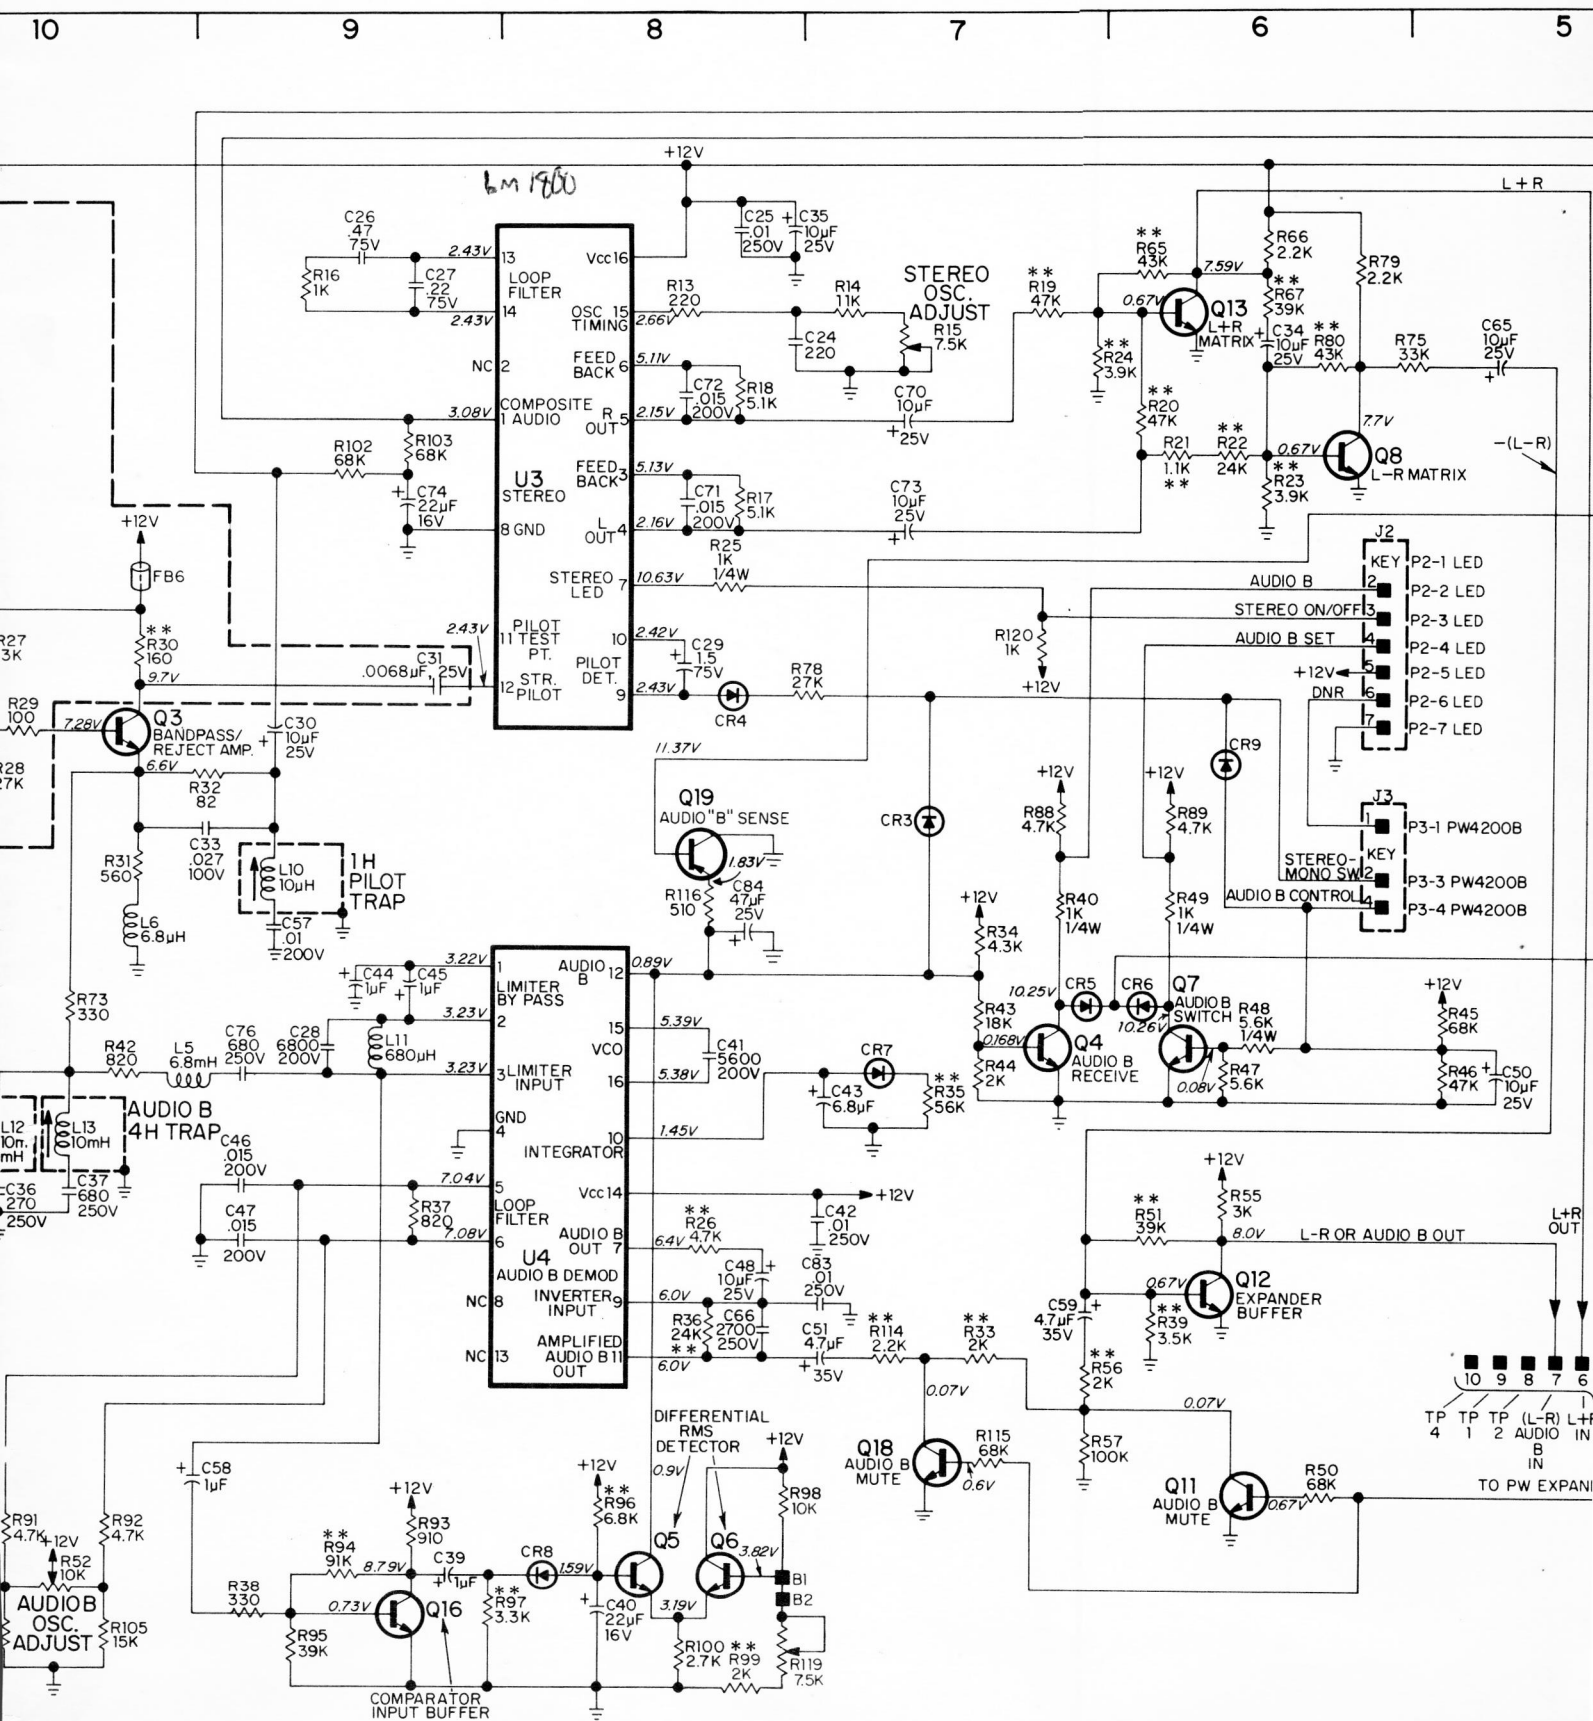 10 9 8 7 6 5
+12V
L+R
LM 1800
C26
.47
75V
2.43V
13
LOOP
FILTER
R16
1K
C27
.22
75V
14
2.43V
Vcc 16
C25
.01
250V
+ C35
10µF
25V
R13
220
OSC 15
TIMING
2.66V
R14
11K
STEREO
OSC.
ADJUST
R15
7.5K
C24
220
NC 2
FEED 6
BACK
5.11V
C72
.015
200V
R18
5.1K
COMPOSITE
1 AUDIO
3.08V
R 5
OUT
2.15V
C70
10µF
+ 25V
R102
68K
R103
68K
+ C74
22µF
16V
U3
STEREO
FEED 3
BACK
5.13V
C71
.015
200V
R17
5.1K
C73
10µF
25V
+
8 GND
L 4
OUT
2.16V
R25
1K
1/4W
STEREO 7
LED
10.63V
PILOT
11 TEST
PT.
2.43V
12 STR.
PILOT
10
2.42V
+ C29
1.5
75V
PILOT
DET.
9
2.43V
CR4
R78
27K
C31
.0068µF, 25V
**
R19
47K
**
R65
43K
0.67V
7.59V
Q13
L+R
MATRIX
**
R24
3.9K
**
R20
47K
R21
1.1K
**
**
R22
24K
R66
2.2K
**
R67
39K
+ C34
10µF
25V
**
R80
43K
R79
2.2K
R75
33K
C65
10µF
25V
+
7.7V
0.67V
Q8
L-R MATRIX
**
R23
3.9K
-(L-R)
J2
KEY P2-1 LED
AUDIO B 2 P2-2 LED
STEREO ON/OFF 3 P2-3 LED
AUDIO B SET 4 P2-4 LED
+12V 5 P2-5 LED
DNR 6 P2-6 LED
7 P2-7 LED
R120
1K
+12V
J3
1 P3-1 PW4200B
KEY
STEREO-
MONO SW. 2 P3-3 PW4200B
AUDIO B CONTROL 4 P3-4 PW4200B
+12V
FB6
**
R30
160
9.7V
R27
3K
R29
100
7.28V
Q3
BANDPASS/
REJECT AMP.
6.6V
R28
27K
R32
82
+ C30
10µF
25V
C33
.027
100V
R31
560
L6
6.8µH
L10
10µH
1H
PILOT
TRAP
C57
.01
200V
11.37V
Q19
AUDIO "B" SENSE
1.83V
R116
510
C84
47µF
25V
+
CR3
CR9
+12V
R88
4.7K
+12V
R89
4.7K
R40
1K
1/4W
R49
1K
1/4W
+12V
R34
4.3K
R43
18K
R44
2K
10.25V
CR5
CR6
0.168V
Q4
AUDIO B
RECEIVE
Q7
AUDIO B
SWITCH
10.26V
0.08V
R48
5.6K
1/4W
R47
5.6K
+12V
R45
68K
R46
47K
+ C50
10µF
25V
R73
330
R42
820
L5
6.8mH
C76
680
250V
C28
6800
200V
+ C44
1µF
C45
+ 1µF
L11
680µH
3.22V
1
LIMITER
BY PASS
3.23V
2
3.23V
3 LIMITER
INPUT
GND
4
AUDIO 12
B
0.89V
15
5.39V
VCO
16
5.38V
C41
5600
200V
10
INTEGRATOR
1.45V
+ C43
6.8µF
CR7
**
R35
56K
Vcc 14
+12V
C42
.01
250V
L12
10m.
mH
L13
10mH
AUDIO B
4H TRAP
C36
270
250V
C37
680
250V
C46
.015
200V
C47
.015
200V
R37
820
7.04V
5
LOOP
FILTER
7.08V
6
U4
AUDIO B DEMOD
AUDIO B
OUT 7
6.4V
**
R26
4.7K
C48
10µF
25V
+
C83
.01
250V
NC 8
INVERTER 9
INPUT
6.0V
R36
24K
**
C66
2700
250V
C51
4.7µF
+ 35V
**
R114
2.2K
**
R33
2K
NC 13
AMPLIFIED
AUDIO B 11
OUT
6.0V
+12V
R55
3K
**
R51
39K
8.0V
L-R OR AUDIO B OUT
L+R
OUT
0.67V
Q12
EXPANDER
BUFFER
C59
4.7µF
35V
+
**
R39
3.5K
**
R56
2K
0.07V
R57
100K
10 9 8 7 6
TP
4
TP
1
TP
2
(L-R)
AUDIO
B
IN
L+R
IN
TO PW EXPAN
0.07V
Q18
AUDIO B
MUTE
0.6V
R115
68K
Q11
AUDIO B
MUTE
0.67V
R50
68K
DIFFERENTIAL
RMS
DETECTOR
0.9V
+12V
R98
10K
Q5
Q6
3.82V
B1
B2
3.19V
R100
2.7K
**
R99
2K
R119
7.5K
+12V
**
R96
6.8K
CR8
1.59V
+
C40
22µF
16V
+ C58
1µF
+12V
R93
910
**
R94
91K
8.79V
C39
+ 1µF
**
R97
3.3K
R38
330
0.73V
Q16
R95
39K
COMPARATOR
INPUT BUFFER
R91
4.7K
+12V
R52
10K
R92
4.7K
AUDIO B
OSC.
ADJUST
R105
15K